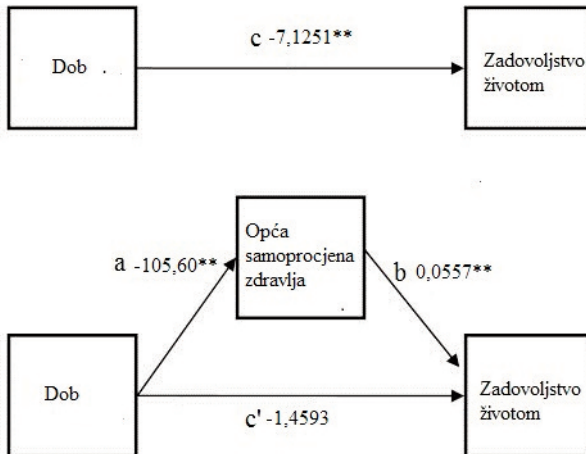 c -7,1251**
Dob
Zadovoljstvo
životom
Opća
samoprocjena
zdravlja
a -105,60**
b 0,0557**
Dob
c' -1,4593
Zadovoljstvo
životom